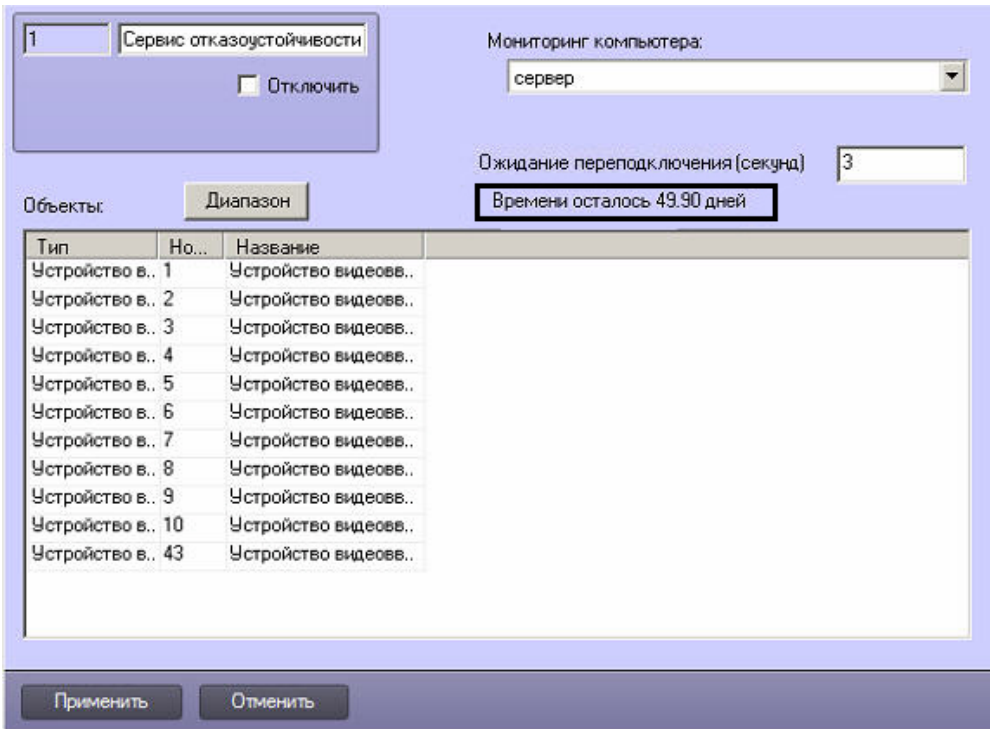 1 Сервис отказоустойчивости
Отключить
Мониторинг компьютера:
сервер
Ожидание переподключения (секунд) 3
Времени осталось 49.90 дней
Объекты: Диапазон
Тип Но... Название
Устройство в.. 1 Устройство видеовв..
Устройство в.. 2 Устройство видеовв..
Устройство в.. 3 Устройство видеовв..
Устройство в.. 4 Устройство видеовв..
Устройство в.. 5 Устройство видеовв..
Устройство в.. 6 Устройство видеовв..
Устройство в.. 7 Устройство видеовв..
Устройство в.. 8 Устройство видеовв..
Устройство в.. 9 Устройство видеовв..
Устройство в.. 10 Устройство видеовв..
Устройство в.. 43 Устройство видеовв..
Применить Отменить